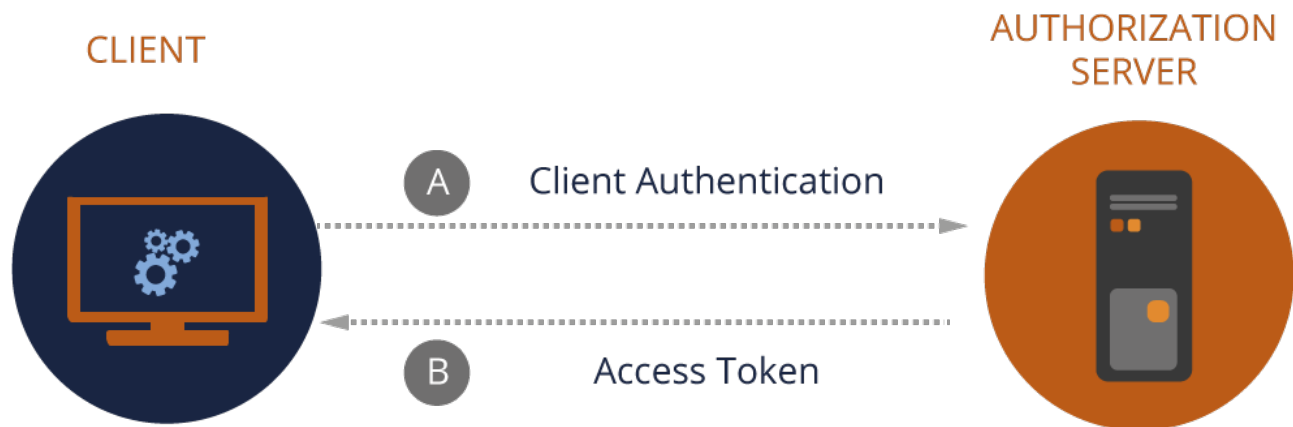 CLIENT
AUTHORIZATION
SERVER
A
Client Authentication
B
Access Token